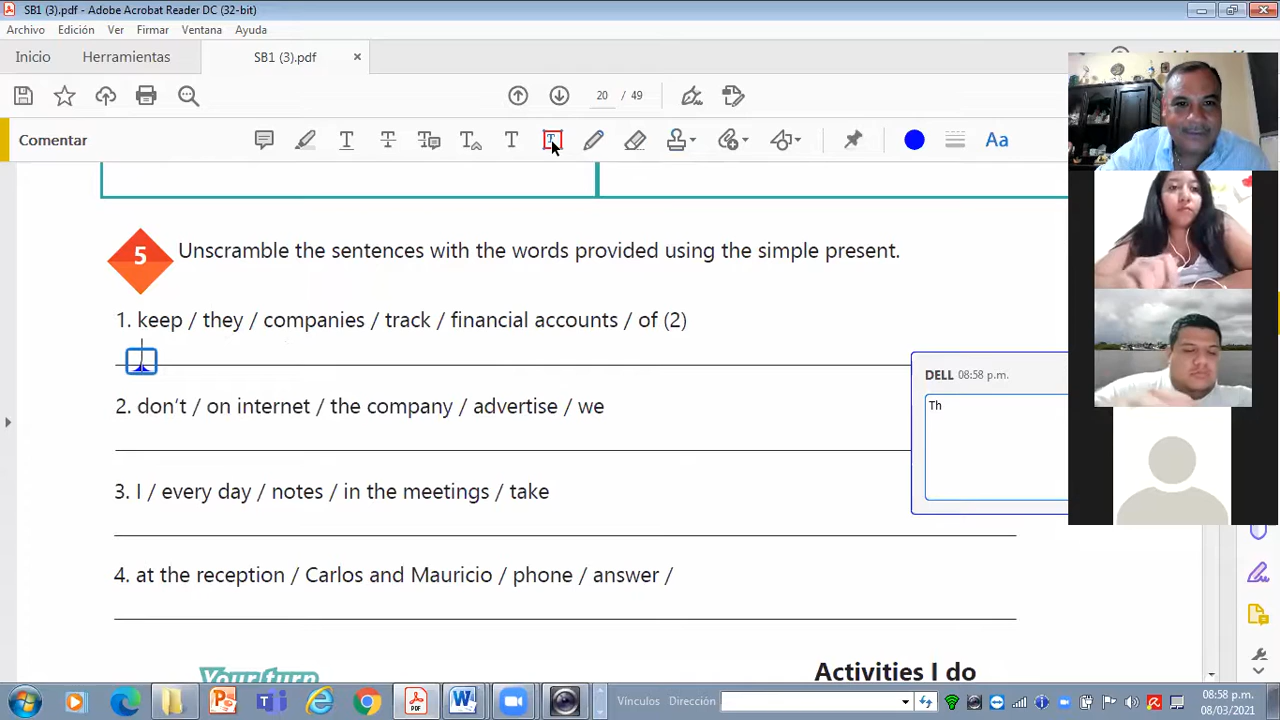 SB1 (3).pdf - Adobe Acrobat Reader DC (32-bit)
Archivo Edición Ver Firmar Ventana Ayuda
Inicio Herramientas SB1 (3).pdf
20 / 49
Comentar
Aa
5 Unscramble the sentences with the words provided using the simple present.
1. keep / they / companies / track / financial accounts / of (2)
DELL 08:58 p.m.
Th
2. don't / on internet / the company / advertise / we
3. I / every day / notes / in the meetings / take
4. at the reception / Carlos and Mauricio / phone / answer /
Your turn
Activities I do
Vínculos Dirección
08:58 p.m.
08/03/2021